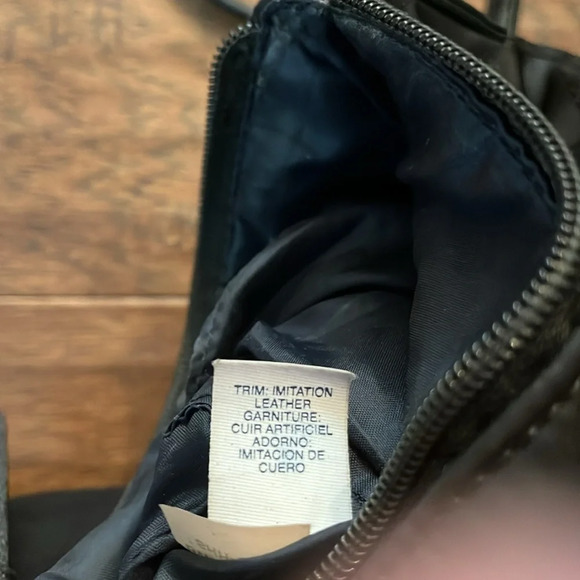 TRIM: IMITATION
LEATHER
GARNITURE:
CUIR ARTIFICIEL
ADORNO:
IMITACION DE
CUERO